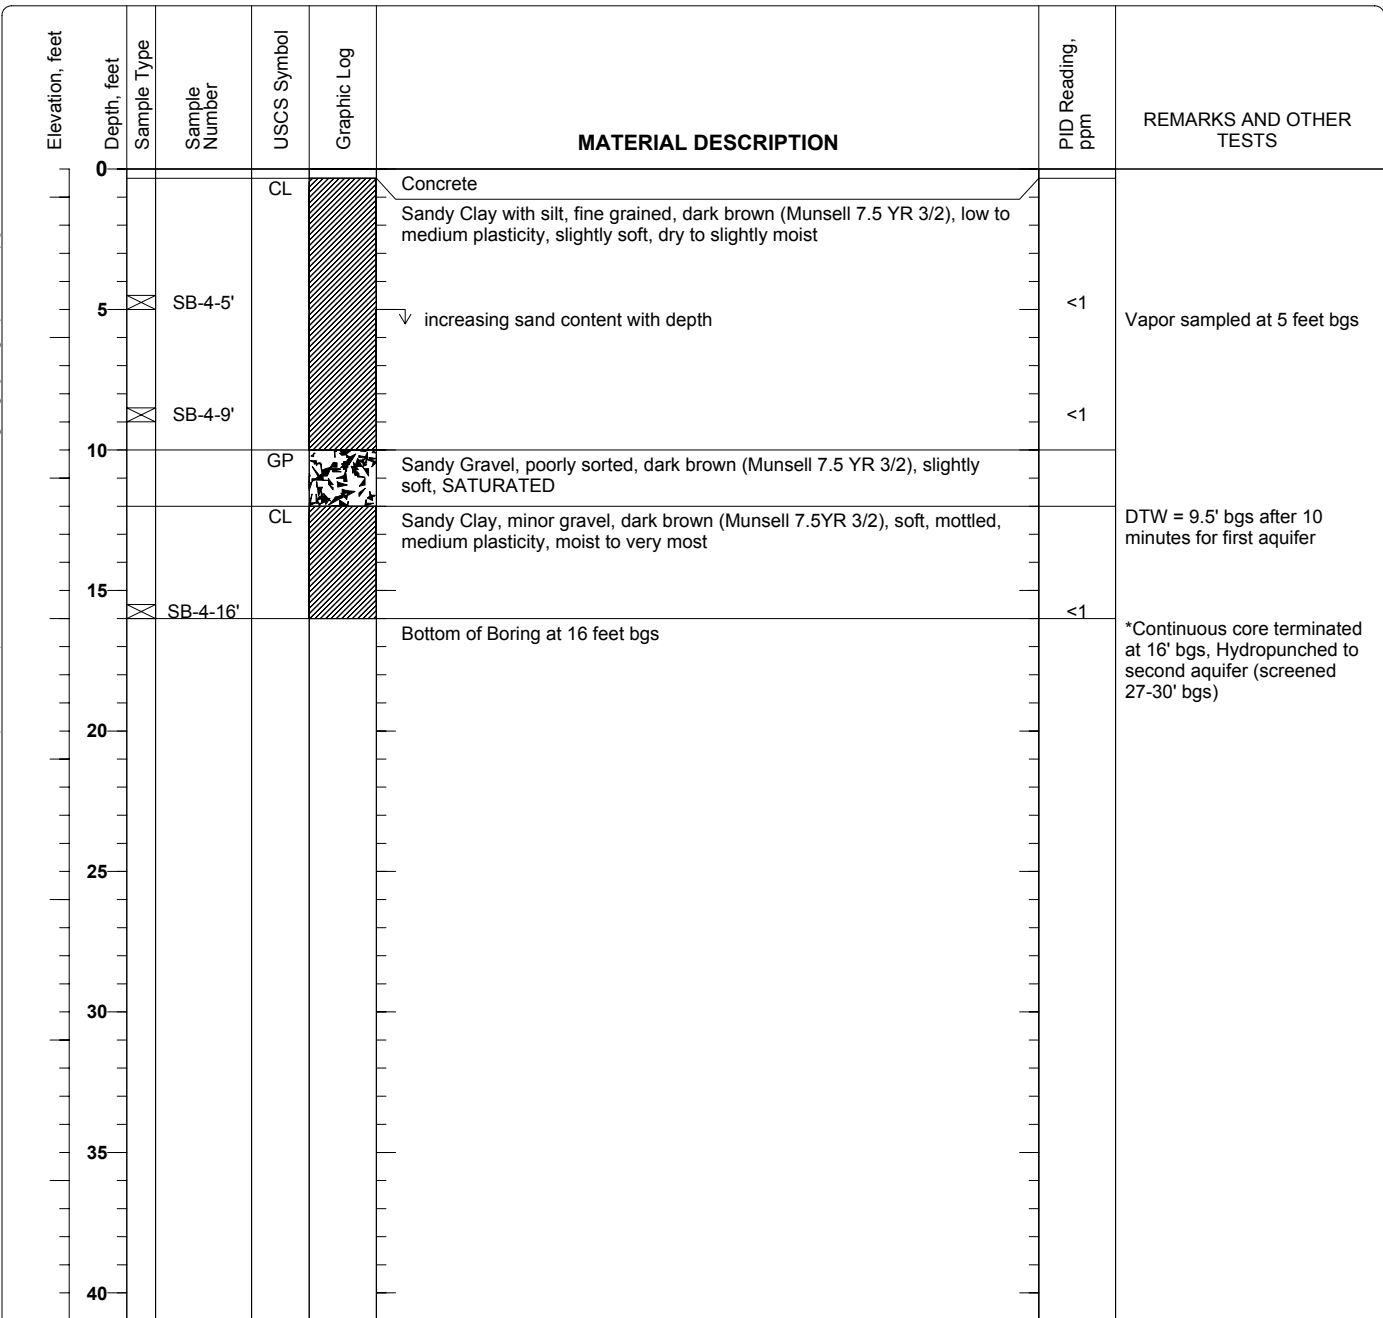 Elevation, feet
Depth, feet
Sample Type
Sample
Number
USCS Symbol
Graphic Log
MATERIAL DESCRIPTION
PID Reading,
ppm
REMARKS AND OTHER
TESTS
0
CL
Concrete
Sandy Clay with silt, fine grained, dark brown (Munsell 7.5 YR 3/2), low to
medium plasticity, slightly soft, dry to slightly moist
5
SB-4-5'
increasing sand content with depth
<1
Vapor sampled at 5 feet bgs
SB-4-9'
<1
10
GP
Sandy Gravel, poorly sorted, dark brown (Munsell 7.5 YR 3/2), slightly
soft, SATURATED
CL
Sandy Clay, minor gravel, dark brown (Munsell 7.5YR 3/2), soft, mottled,
medium plasticity, moist to very most
DTW = 9.5' bgs after 10
minutes for first aquifer
15
SB-4-16'
<1
Bottom of Boring at 16 feet bgs
*Continuous core terminated
at 16' bgs, Hydropunched to
second aquifer (screened
27-30' bgs)
20
25
30
35
40